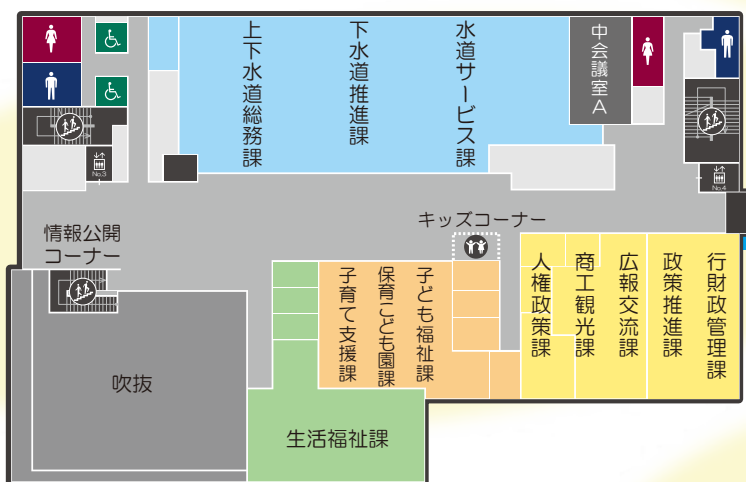 上下水道総務課
下水道推進課
水道サービス課
中会議室A
No.3
No.4
情報公開
コーナー
キッズコーナー
吹抜
生活福祉課
子育て支援課
保育こども園課
子ども福祉課
人権政策課
商工観光課
広報交流課
政策推進課
行財政管理課